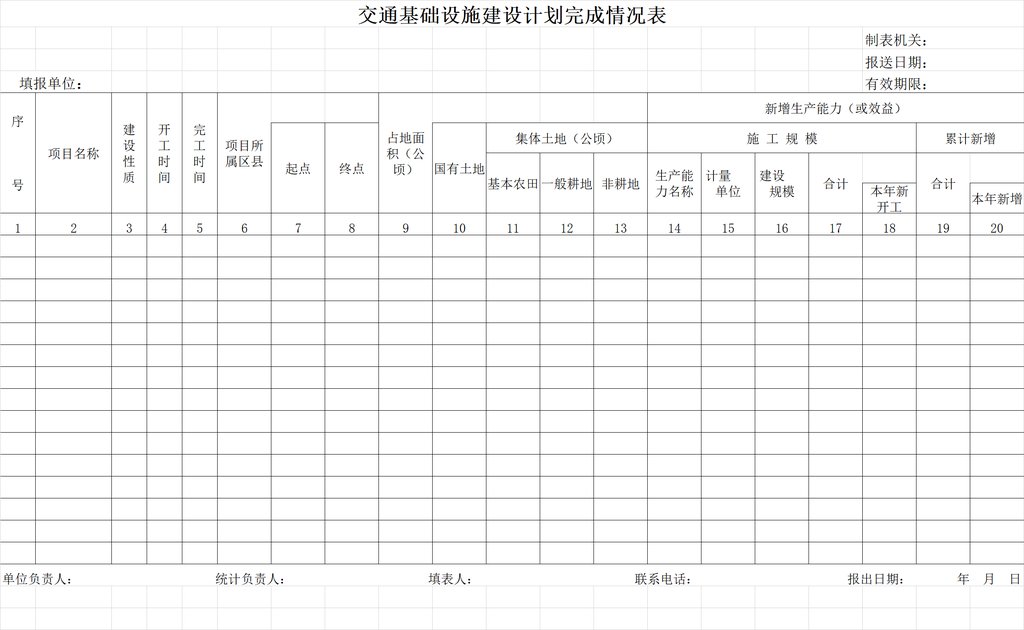 交通基础设施建设计划完成情况表
制表机关：
报送日期：
填报单位：
有效期限：
序
号
项目名称
建
设
性
质
开
工
时
间
完
工
时
间
项目所
属区县
起点
终点
占地面
积（公
顷）
国有土地
集体土地（公顷）
基本农田
一般耕地
非耕地
新增生产能力（或效益）
施 工 规 模
生产能
力名称
计量
单位
建设
规模
合计
本年新
开工
累计新增
合计
本年新增
1 2 3 4 5 6 7 8 9 10 11 12 13 14 15 16 17 18 19 20
单位负责人： 统计负责人： 填表人： 联系电话： 报出日期： 年 月 日